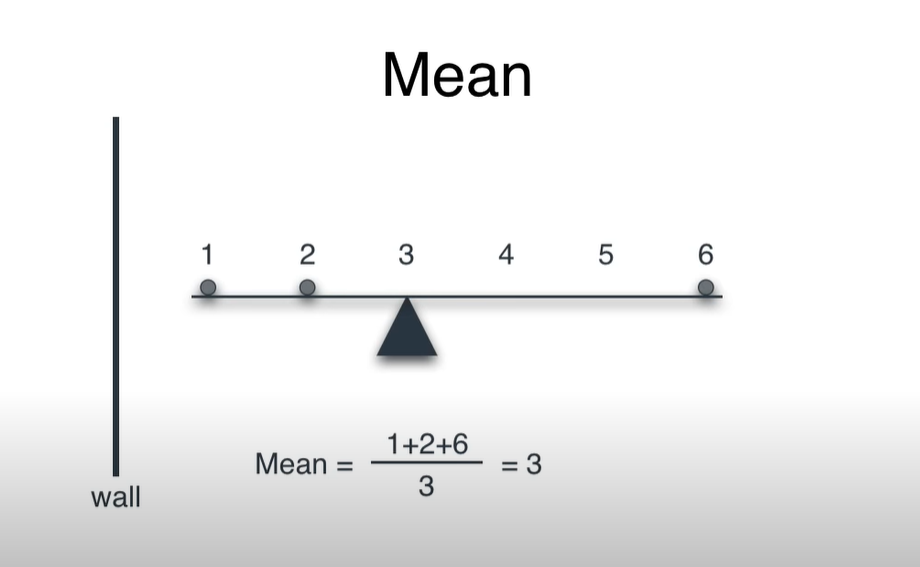 Mean
1 2 3 4 5 6
Mean = 1+2+6 = 3
3
wall